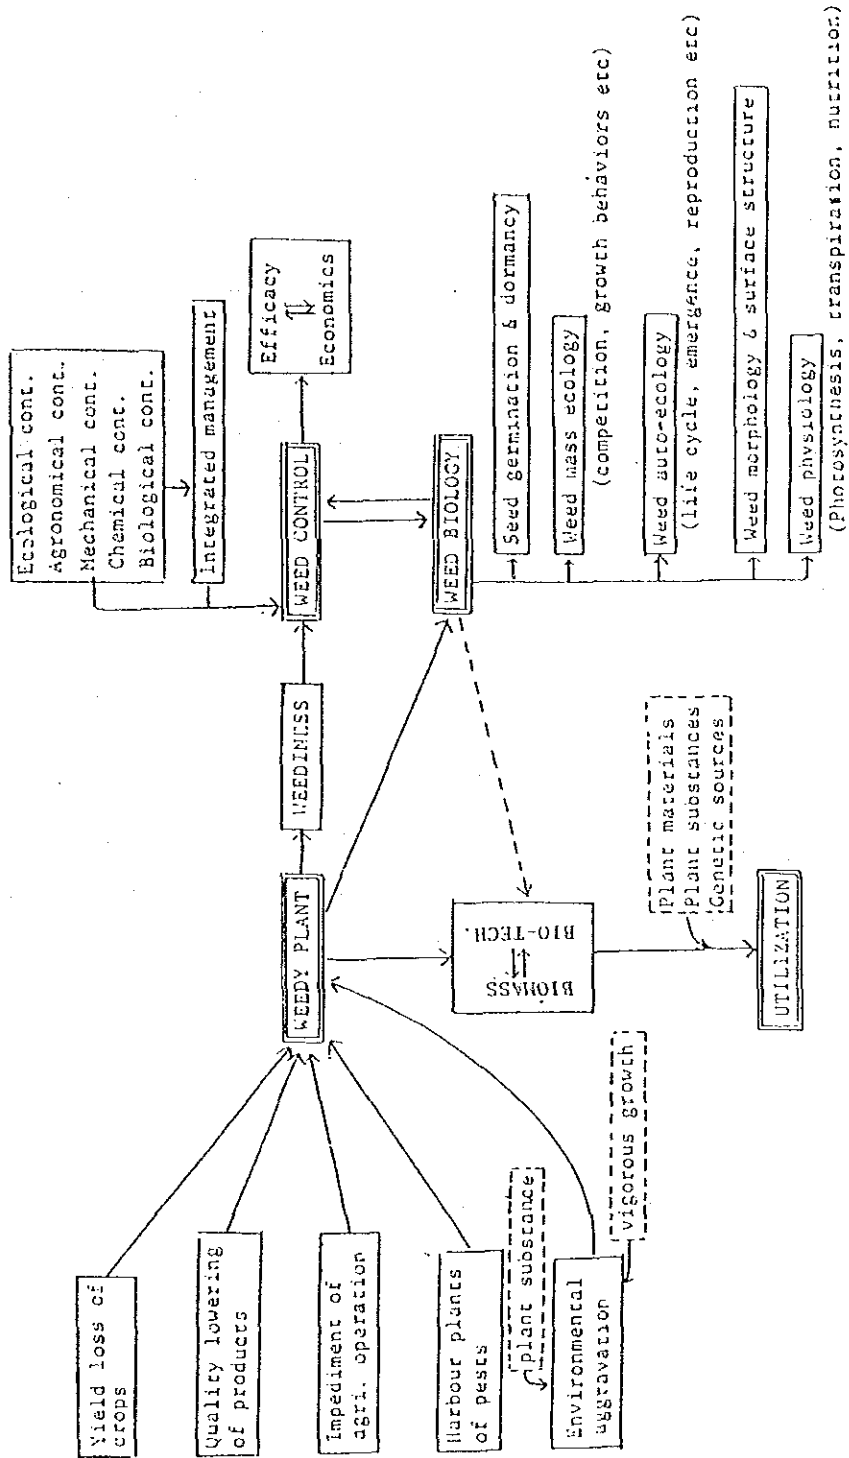 Yield loss of
crops
Quality lowering
of products
Impediment of
agri. operation
Harbour plants
of pests
plant substance
Environmental
aggravation
vigorous growth
WEEDY PLANT
WEEDINESS
BIOMASS
⇌
BIO-TECH.
Plant materials
Plant substances
Genetic sources
UTILIZATION
Ecological cont.
Agronomical cont.
Mechanical cont.
Chemical cont.
Biological cont.
Integrated management
WEED CONTROL
Efficacy
⇌
Economics
WEED BIOLOGY
Seed germination & dormancy
Weed mass ecology
(competition, growth behaviors etc)
Weed auto-ecology
(life cycle, emergence, reproduction etc)
Weed morphology & surface structure
Weed physiology
(Photosynthesis, transpiration, nutrition)